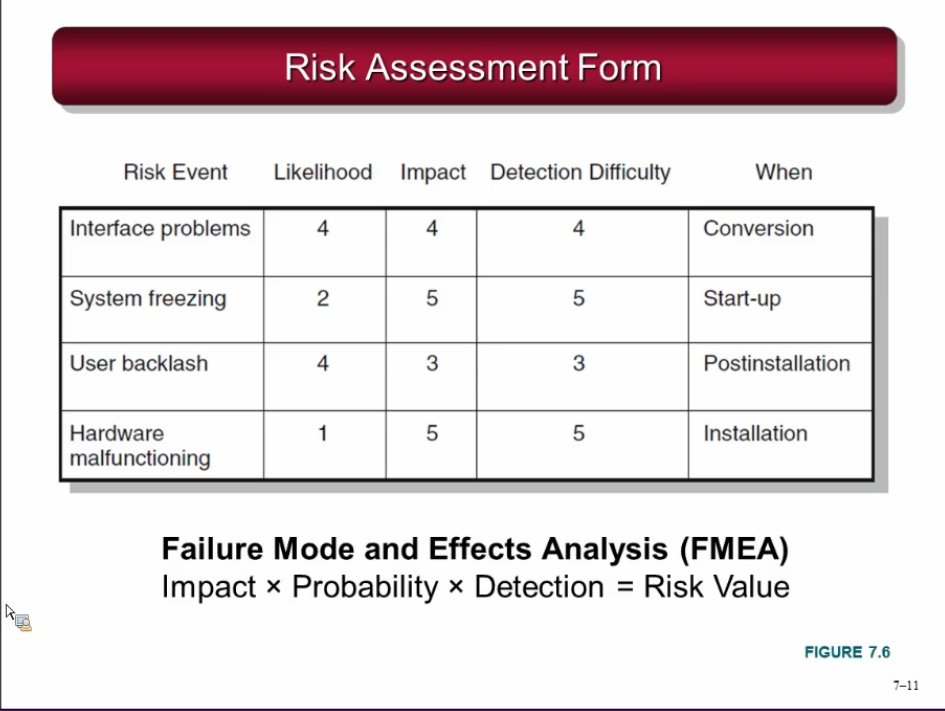 Risk Assessment Form
Risk Event Likelihood Impact Detection Difficulty When
Interface problems 4 4 4 Conversion
System freezing 2 5 5 Start-up
User backlash 4 3 3 Postinstallation
Hardware 1 5 5 Installation
malfunctioning
Failure Mode and Effects Analysis (FMEA)
Impact × Probability × Detection = Risk Value
FIGURE 7.6
7–11